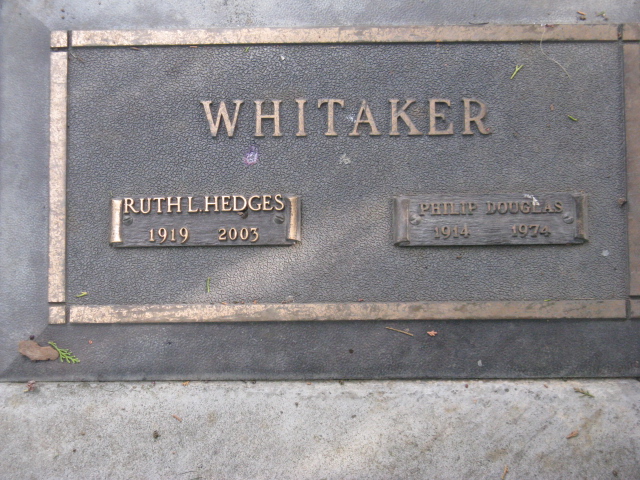 WHITAKER
RUTH L. HEDGES
1919 2003
PHILIP DOUGLAS
1914 1974